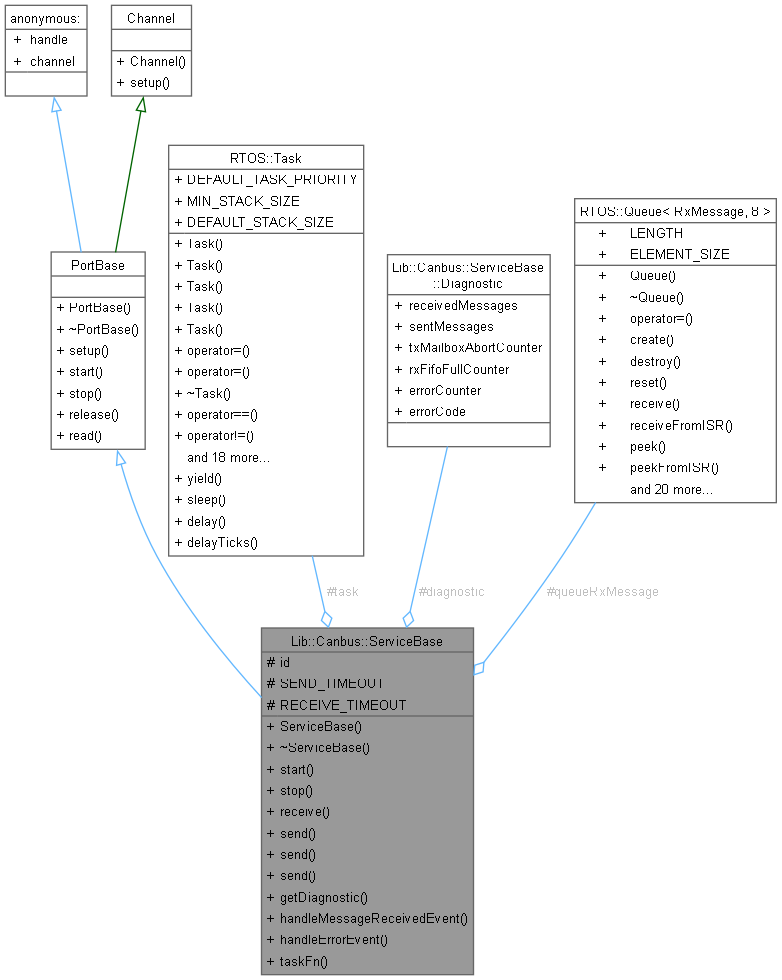 anonymous:
+ handle
+ channel
Channel
+ Channel()
+ setup()
RTOS::Task
+ DEFAULT_TASK_PRIORITY
+ MIN_STACK_SIZE
+ DEFAULT_STACK_SIZE
+ Task()
+ Task()
+ Task()
+ Task()
+ Task()
+ operator=()
+ operator=()
+ ~Task()
+ operator==()
+ operator!=()
and 18 more...
+ yield()
+ sleep()
+ delay()
+ delayTicks()
RTOS::Queue< RxMessage, 8 >
+ LENGTH
+ ELEMENT_SIZE
+ Queue()
+ ~Queue()
+ operator=()
+ create()
+ destroy()
+ reset()
+ receive()
+ receiveFromISR()
+ peek()
+ peekFromISR()
and 20 more...
PortBase
+ PortBase()
+ ~PortBase()
+ setup()
+ start()
+ stop()
+ release()
+ read()
Lib::Canbus::ServiceBase
::Diagnostic
+ receivedMessages
+ sentMessages
+ txMailboxAbortCounter
+ rxFifoFullCounter
+ errorCounter
+ errorCode
#task
#diagnostic
#queueRxMessage
Lib::Canbus::ServiceBase
# id
# SEND_TIMEOUT
# RECEIVE_TIMEOUT
+ ServiceBase()
+ ~ServiceBase()
+ start()
+ stop()
+ receive()
+ send()
+ send()
+ send()
+ getDiagnostic()
+ handleMessageReceivedEvent()
+ handleErrorEvent()
+ taskFn()